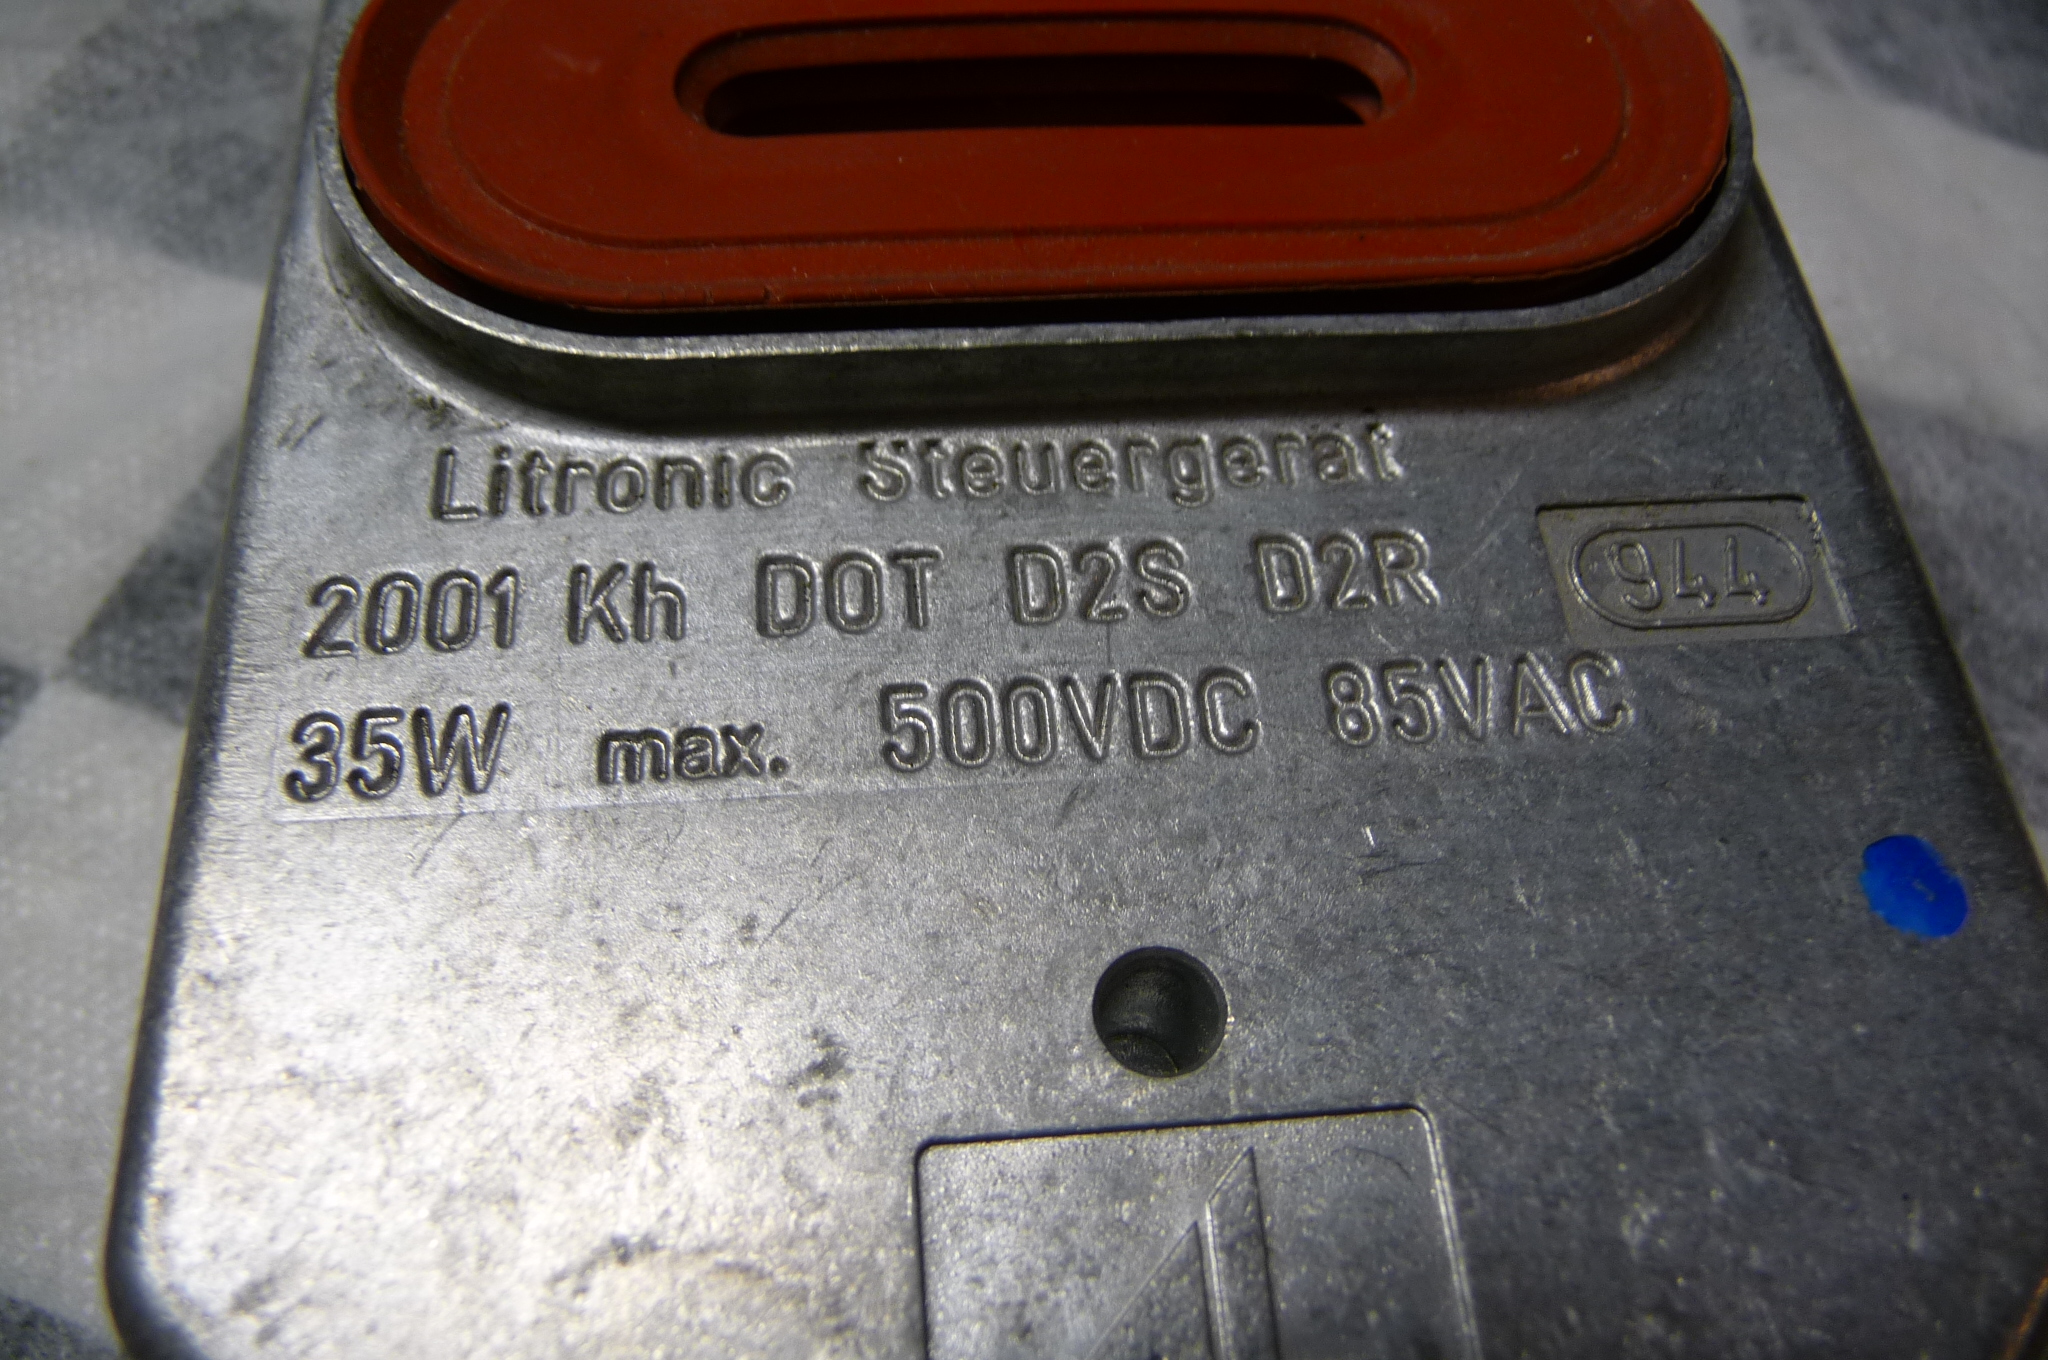 Litronic Steuergerat
2001 Kh DOT D2S D2R 944
35W max. 500VDC 85VAC